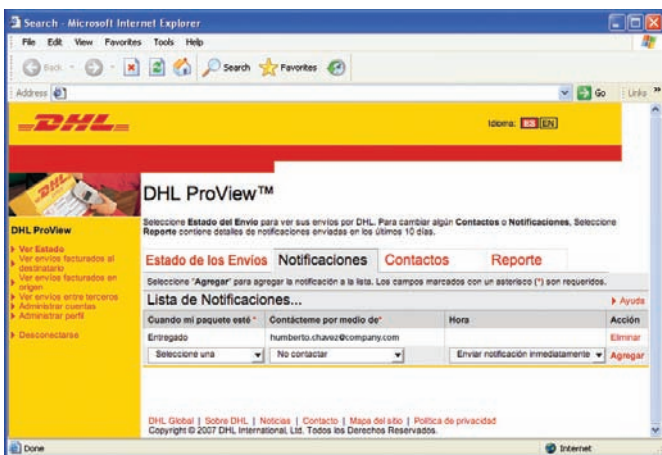 Search - Microsoft Internet Explorer
File Edit View Favorites Tools Help
Back Search Favorites
Address Go Links »
DHL
Idioma: ES EN
DHL ProView™
Seleccione Estado del Envio para ver sus envíos por DHL. Para cambiar algún Contactos o Notificaciones, Seleccione
Reporte contiene detalles de notificaciones enviadas en los últimos 10 días.
DHL ProView
Ver Estado
Ver envíos facturados al
destinatario
Ver envíos facturados en
origen
Ver envíos entre terceros
Administrar cuentas
Administrar perfil
Desconectarse
Estado de los Envíos Notificaciones Contactos Reporte
Seleccione "Agregar" para agregar la notificación a la lista. Los campos marcados con un asterisco (*) son requeridos.
Lista de Notificaciones... Ayuda
Cuando mi paquete esté * Contácteme por medio de* Hora Acción
Entregado humberto.chavez@company.com Eliminar
Seleccione una No contactar Enviar notificación inmediatamente Agregar
DHL Global | Sobre DHL | Noticias | Contacto | Mapa del sitio | Política de privacidad
Copyright © 2007 DHL International, Ltd. Todos los Derechos Reservados.
Done Internet